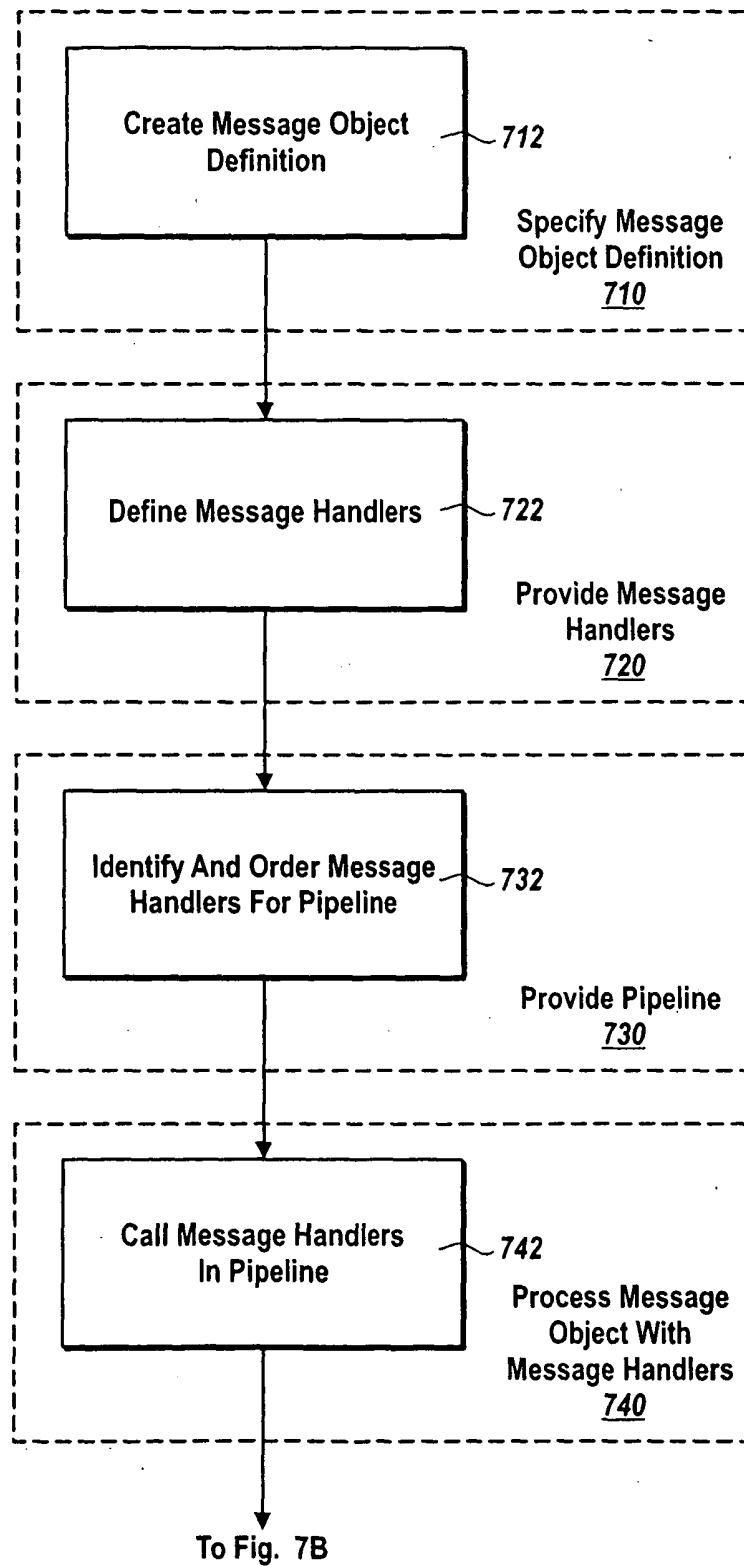 Create Message Object
Definition
712
Specify Message
Object Definition
710
Define Message Handlers
722
Provide Message
Handlers
720
Identify And Order Message
Handlers For Pipeline
732
Provide Pipeline
730
Call Message Handlers
In Pipeline
742
Process Message
Object With
Message Handlers
740
To Fig. 7B